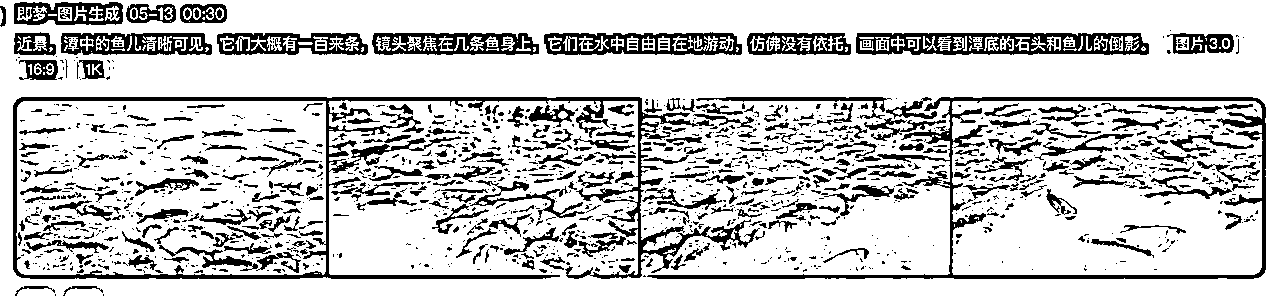 即梦-图片生成 05-13 00:30
近景，潭中的鱼儿清晰可见，它们大概有一百来条，镜头聚焦在几条鱼身上，它们在水中自由自在地游动，仿佛没有依托，画面中可以看到潭底的石头和鱼儿的倒影。 图片 3.0
16:9 1K